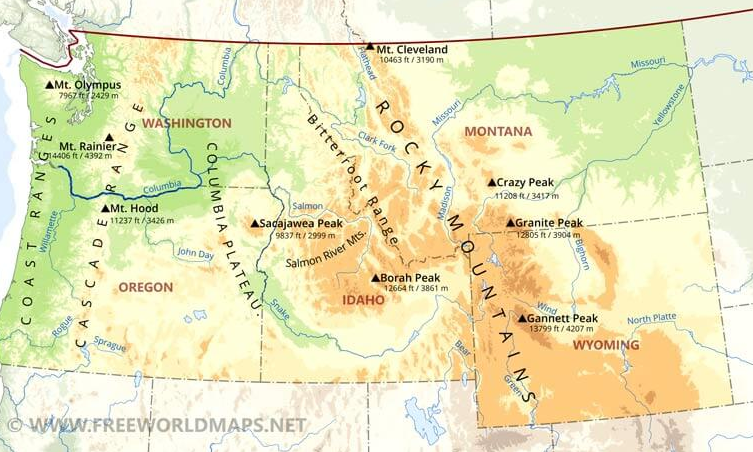 Mt. Cleveland
10463 ft / 3190 m
Flathead
Columbia
Missouri
Mt. Olympus
7967 ft / 2429 m
Yellowstone
Missouri
WASHINGTON
MONTANA
ROCKY MOUNTAINS
Bitterroot Range
Clark Fork
Mt. Rainier
14406 ft / 4392 m
COAST RANGES
CASCADE RANGE
COLUMBIA PLATEAU
Columbia
Madison
Crazy Peak
11208 ft / 3417 m
Mt. Hood
11237 ft / 3426 m
Salmon
Sacajawea Peak
9837 ft / 2999 m
Granite Peak
12805 ft / 3904 m
Willamette
John Day
Salmon River Mts.
Bighorn
Borah Peak
12664 ft / 3861 m
OREGON
IDAHO
Snake
Wind
Gannett Peak
13799 ft / 4207 m
North Platte
Rogue
Sprague
Bear
WYOMING
Green
© WWW.FREEWORLDMAPS.NET